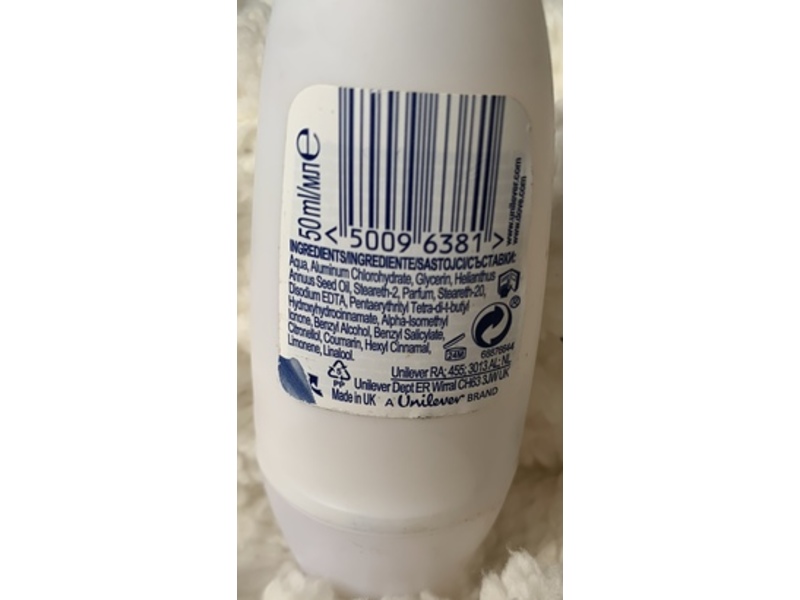 50ml/мл e
<5009 6381>
www.unilever.com
www.dove.com
INGREDIENTS/INGREDIENTE/SASTOJCI/СЪСТАВКИ:
Aqua, Aluminum Chlorohydrate, Glycerin, Helianthus
Annuus Seed Oil, Steareth-2, Parfum, Steareth-20,
Disodium EDTA, Pentaerythrityl Tetra-di-t-butyl
Hydroxyhydrocinnamate, Alpha-Isomethyl
Ionone, Benzyl Alcohol, Benzyl Salicylate,
Citronellol, Coumarin, Hexyl Cinnamal,
Limonene, Linalool.
24M
68876644
Unilever RA; 455; 3013 AL; NL
Unilever Dept ER Wirral CH63 3JW UK
5
PP
Made in UK A Unilever BRAND